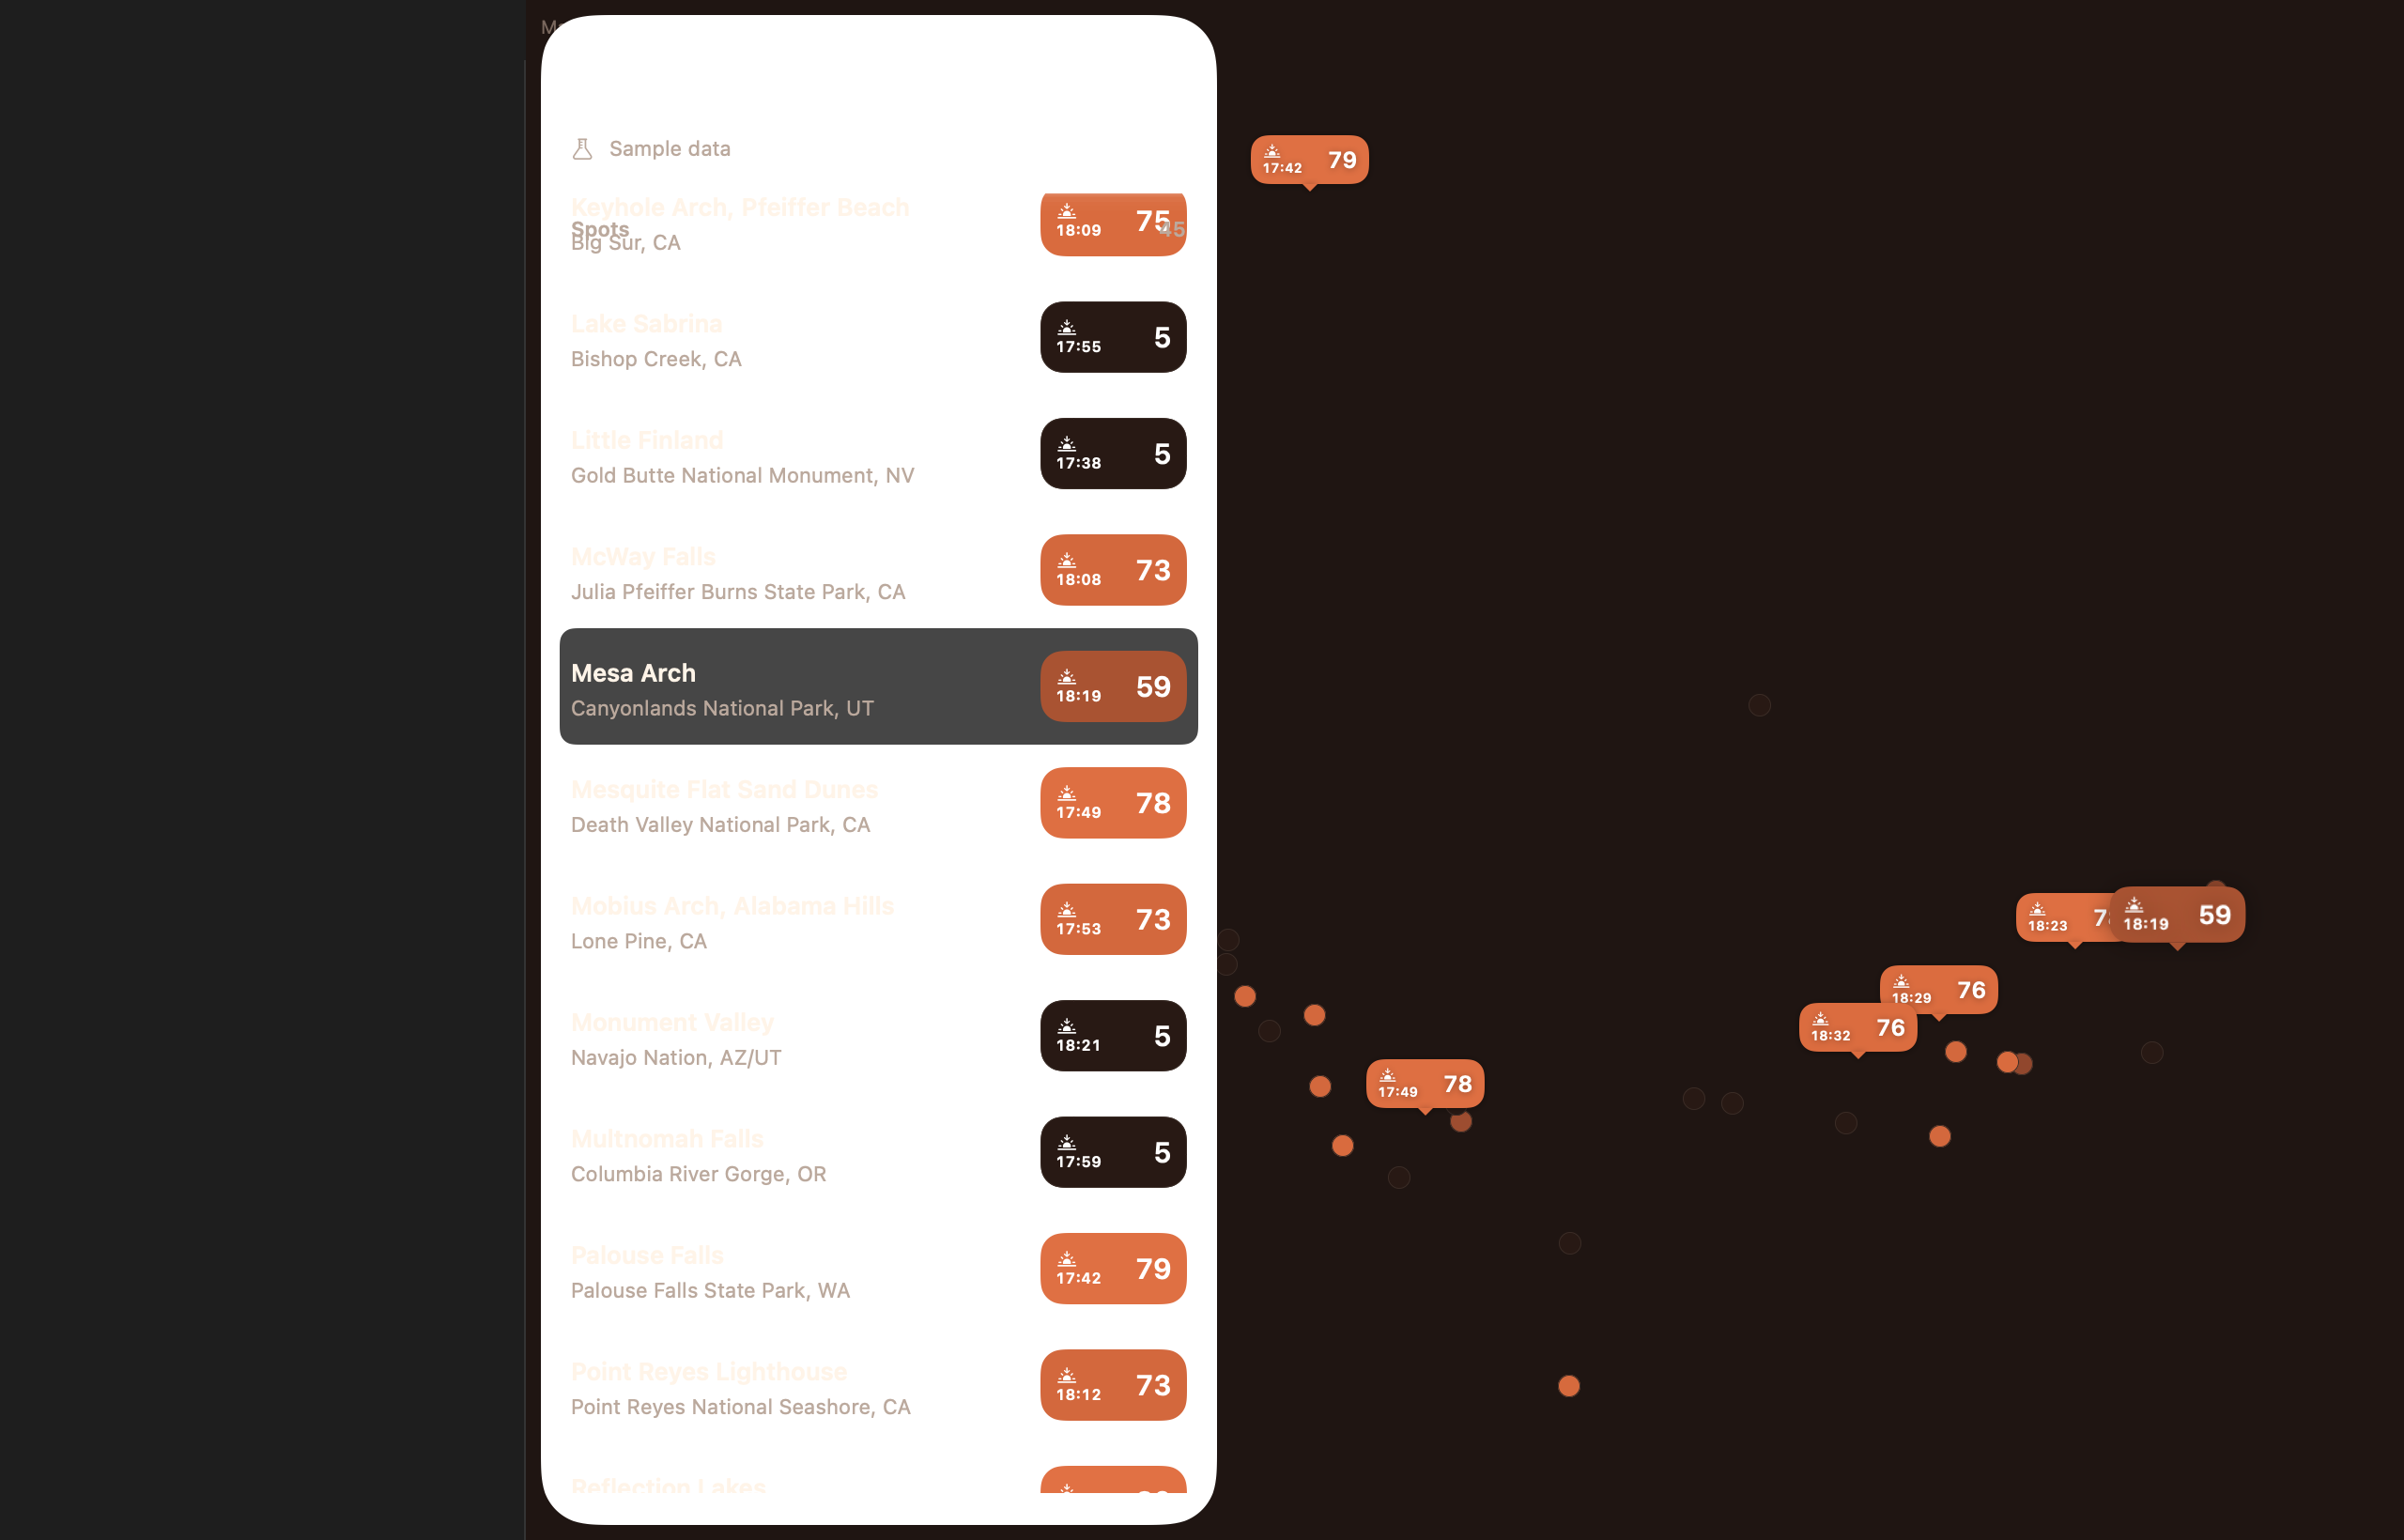 Sample data
Keyhole Arch, Pfeiffer Beach
Spots
45
Big Sur, CA
18:09
75
Lake Sabrina
Bishop Creek, CA
17:55
5
Little Finland
Gold Butte National Monument, NV
17:38
5
McWay Falls
Julia Pfeiffer Burns State Park, CA
18:08
73
Mesa Arch
Canyonlands National Park, UT
18:19
59
Mesquite Flat Sand Dunes
Death Valley National Park, CA
17:49
78
Mobius Arch, Alabama Hills
Lone Pine, CA
17:53
73
Monument Valley
Navajo Nation, AZ/UT
18:21
5
Multnomah Falls
Columbia River Gorge, OR
17:59
5
Palouse Falls
Palouse Falls State Park, WA
17:42
79
Point Reyes Lighthouse
Point Reyes National Seashore, CA
18:12
73
Reflection Lakes
17:42
79
18:23
18:19
59
18:29
76
18:32
76
17:49
78